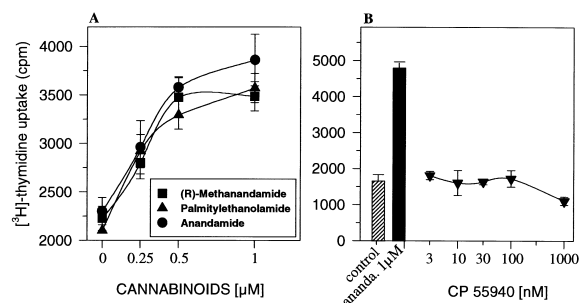 A
[³H]-thymidine uptake (cpm)
4000
3500
3000
2500
2000
(R)-Methanandamide
Palmitylethanolamide
Anandamide
0 0.25 0.5 1
CANNABINOIDS [µM]
B
5000
4000
3000
2000
1000
0
control
ananda. 1µM
3 10 30 100 1000
CP 55940 [nM]